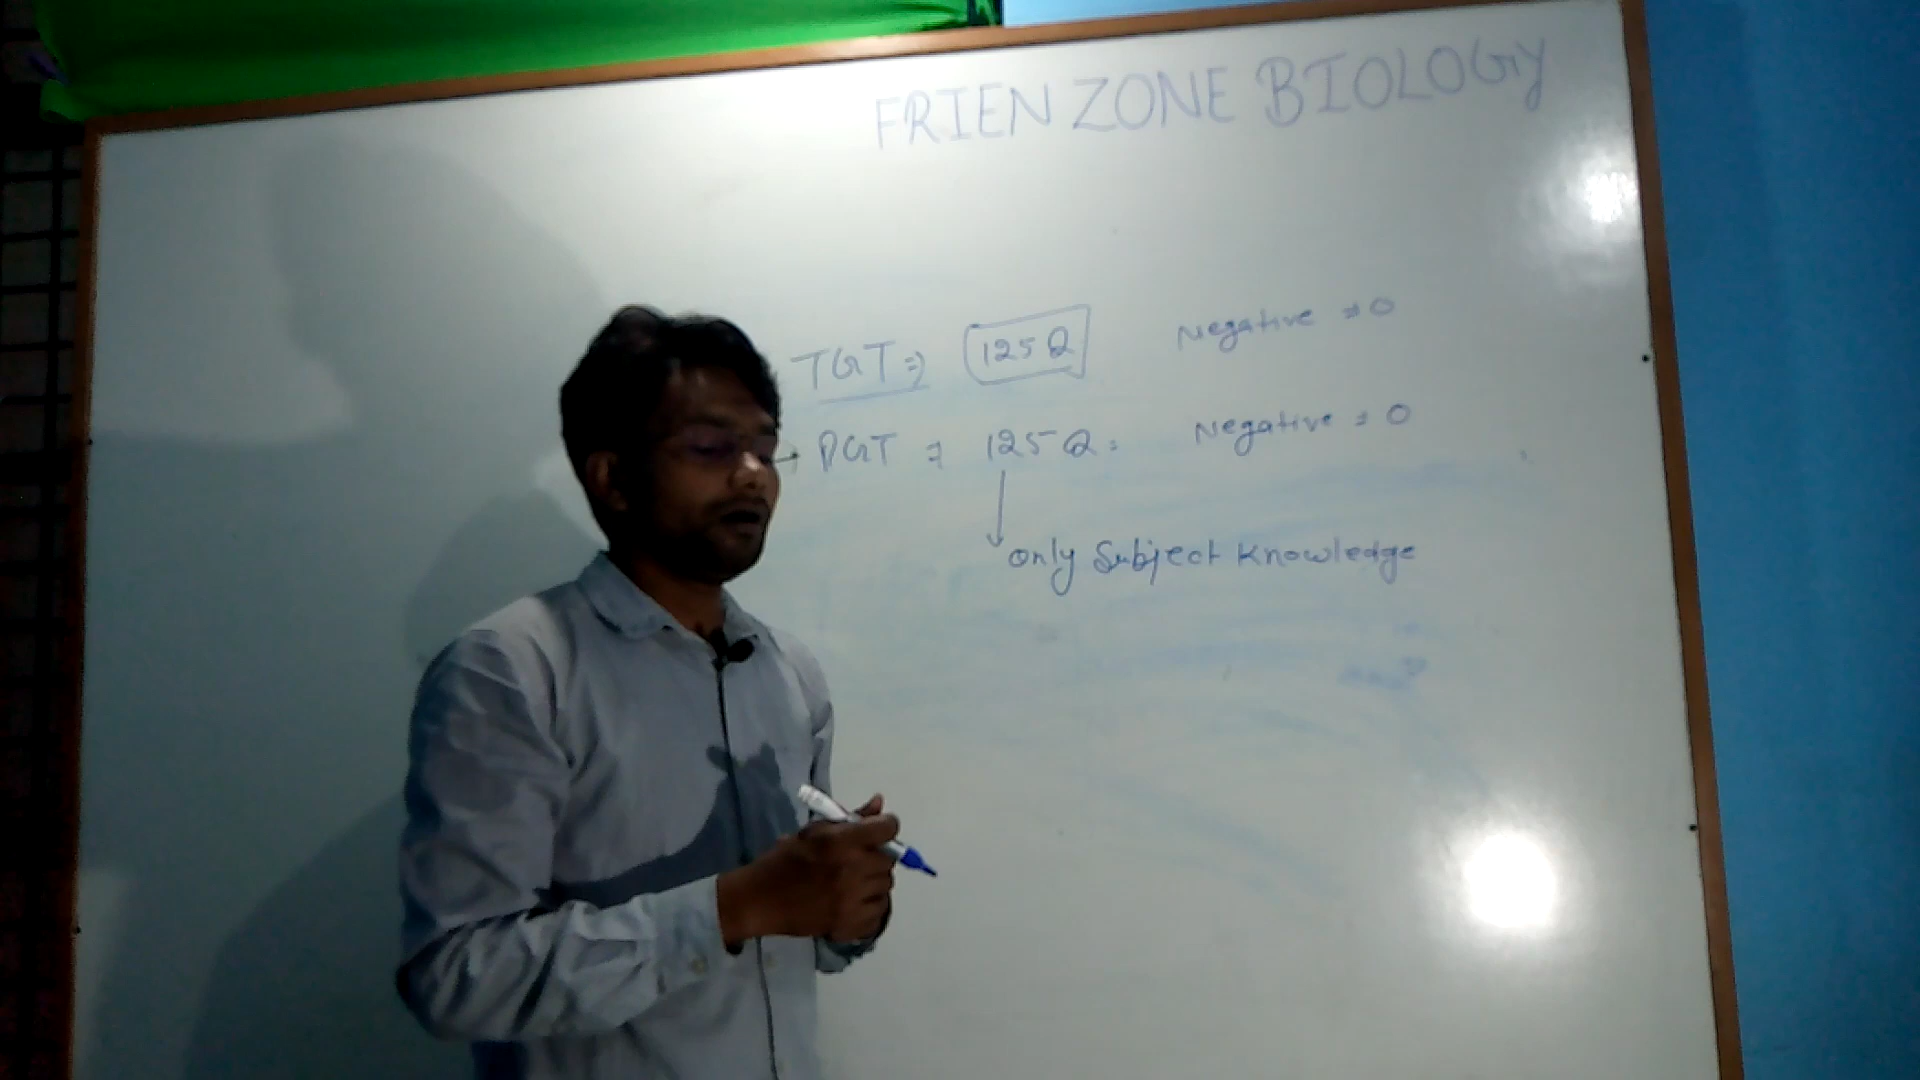 FRIEN ZONE BIOLOGY
TGT => 125 Q Negative => 0
→ PGT = 125 Q. Negative = 0
↓
only Subject Knowledge